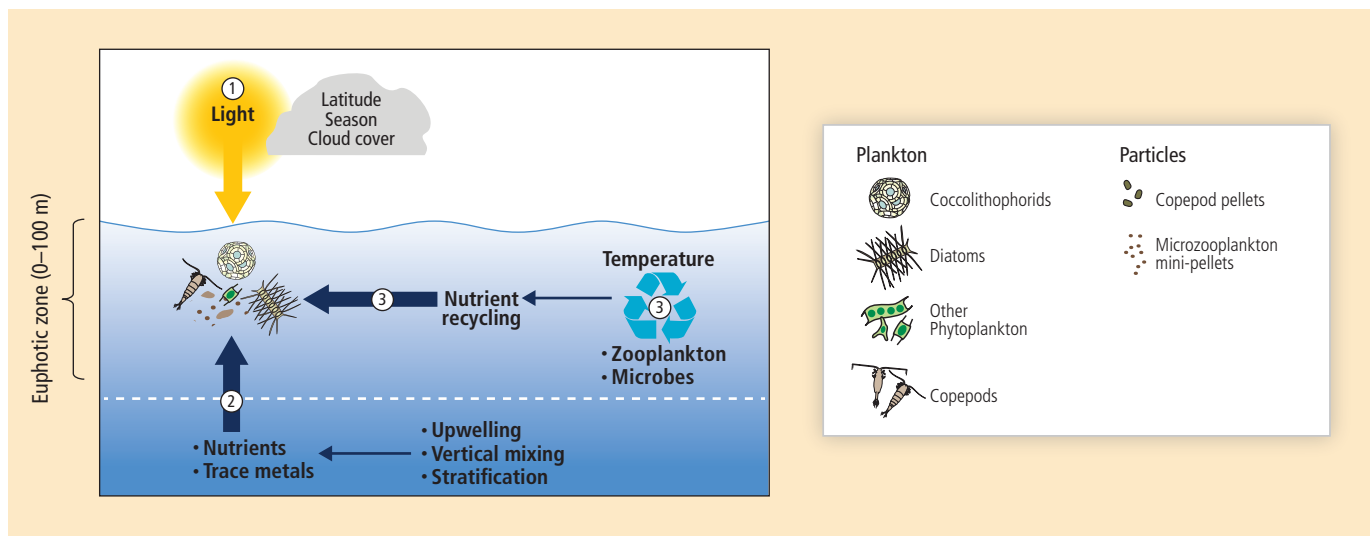 1
Light
Latitude
Season
Cloud cover
Euphotic zone (0–100 m)
Temperature
3
Nutrient
recycling
3
• Zooplankton
• Microbes
2
• Nutrients
• Trace metals
• Upwelling
• Vertical mixing
• Stratification
Plankton
Coccolithophorids
Diatoms
Other
Phytoplankton
Copepods
Particles
Copepod pellets
Microzooplankton
mini-pellets